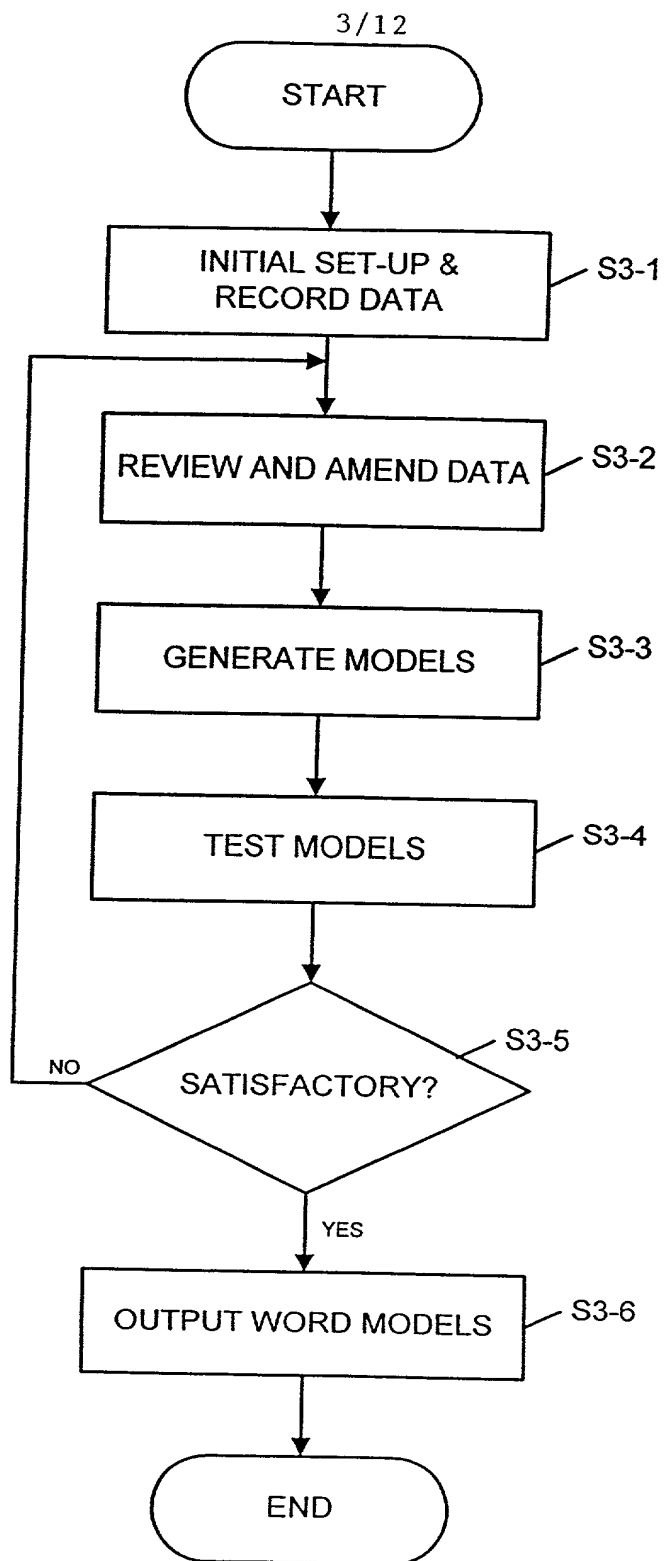 3/12
START
INITIAL SET-UP &
RECORD DATA
S3-1
REVIEW AND AMEND DATA
S3-2
GENERATE MODELS
S3-3
TEST MODELS
S3-4
SATISFACTORY?
S3-5
NO
YES
OUTPUT WORD MODELS
S3-6
END